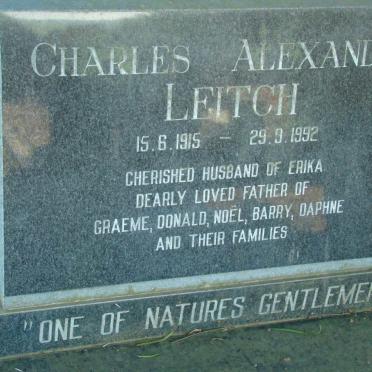 CHARLES ALEXAND
LEITCH
15.6.1915 - 29.9.1992
CHERISHED HUSBAND OF ERIKA
DEARLY LOVED FATHER OF
GRAEME, DONALD, NOËL, BARRY, DAPHNE
AND THEIR FAMILIES
"ONE OF NATURES GENTLEMEN